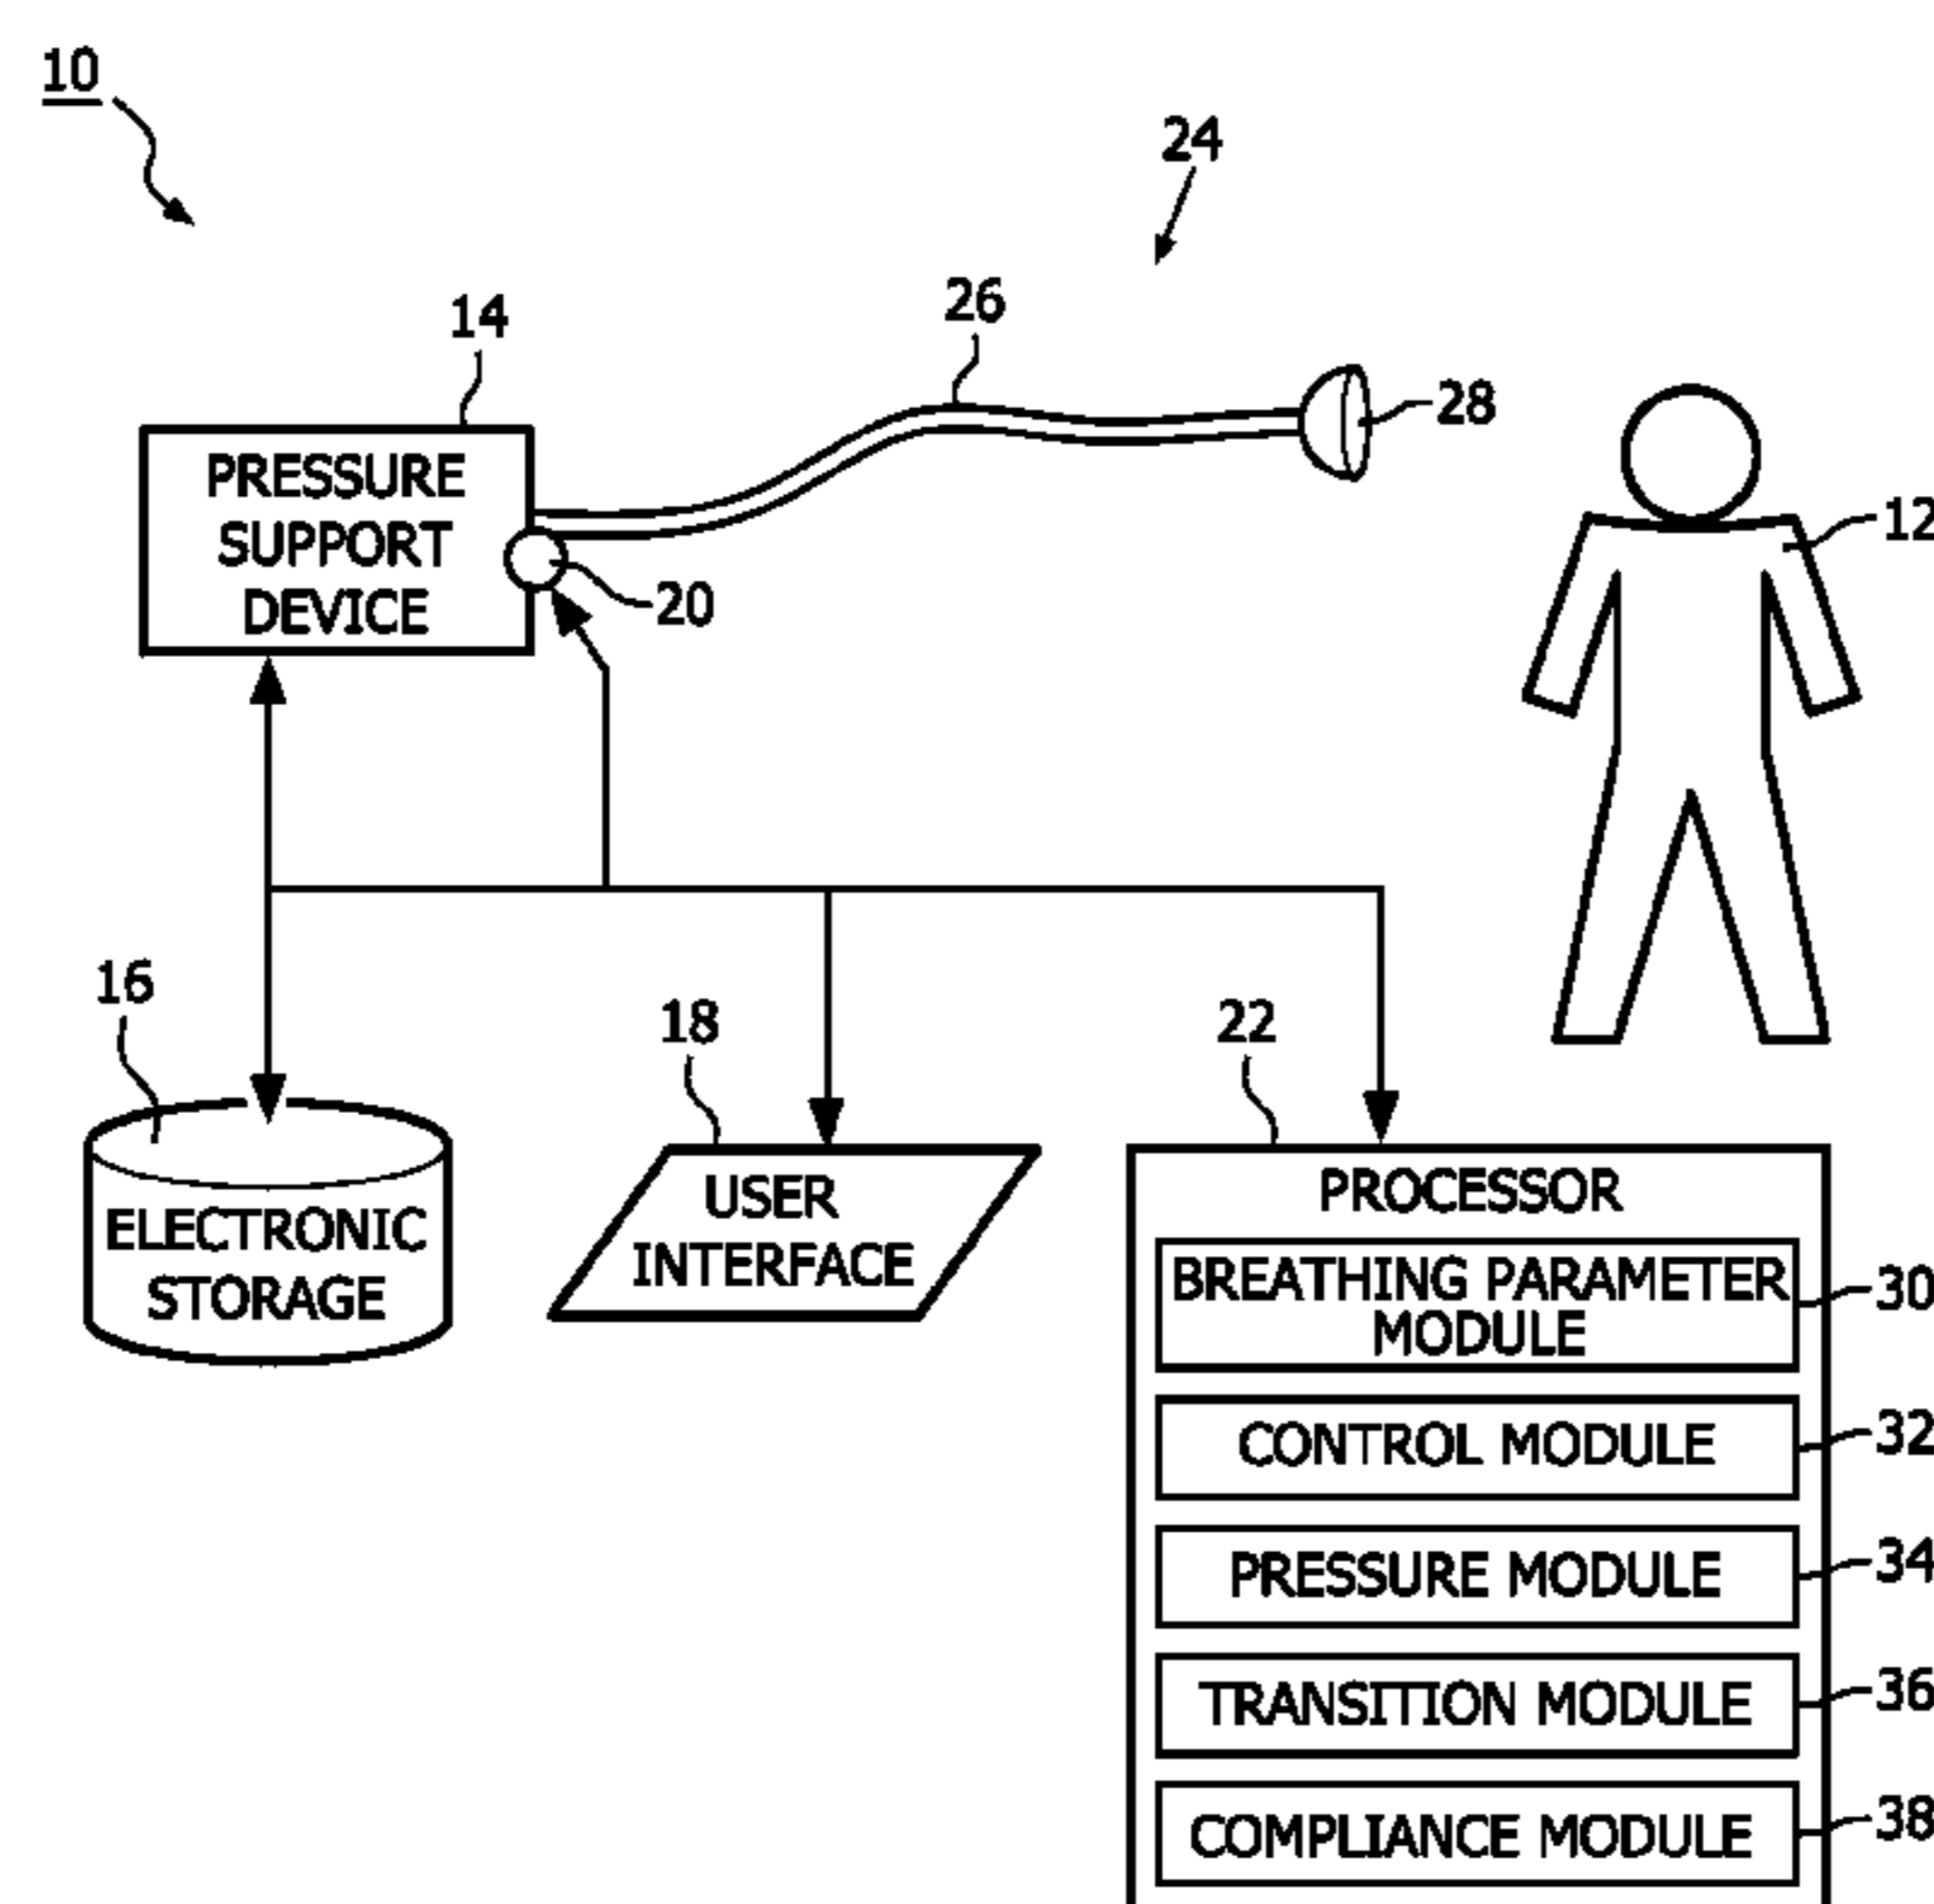 10
24
26
14
28
PRESSURE
SUPPORT
DEVICE
12
20
16
18
22
ELECTRONIC
STORAGE
USER
INTERFACE
PROCESSOR
BREATHING PARAMETER
MODULE
30
CONTROL MODULE
32
PRESSURE MODULE
34
TRANSITION MODULE
36
COMPLIANCE MODULE
38